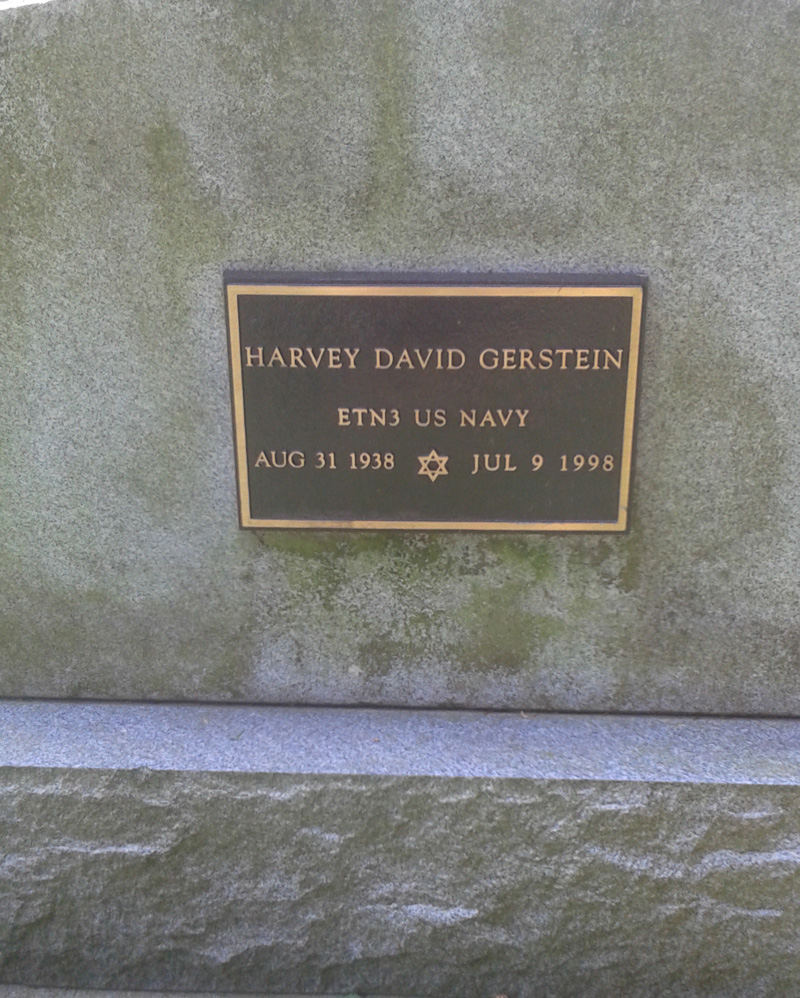 HARVEY DAVID GERSTEIN
ETN3 US NAVY
AUG 31 1938 ✡ JUL 9 1998